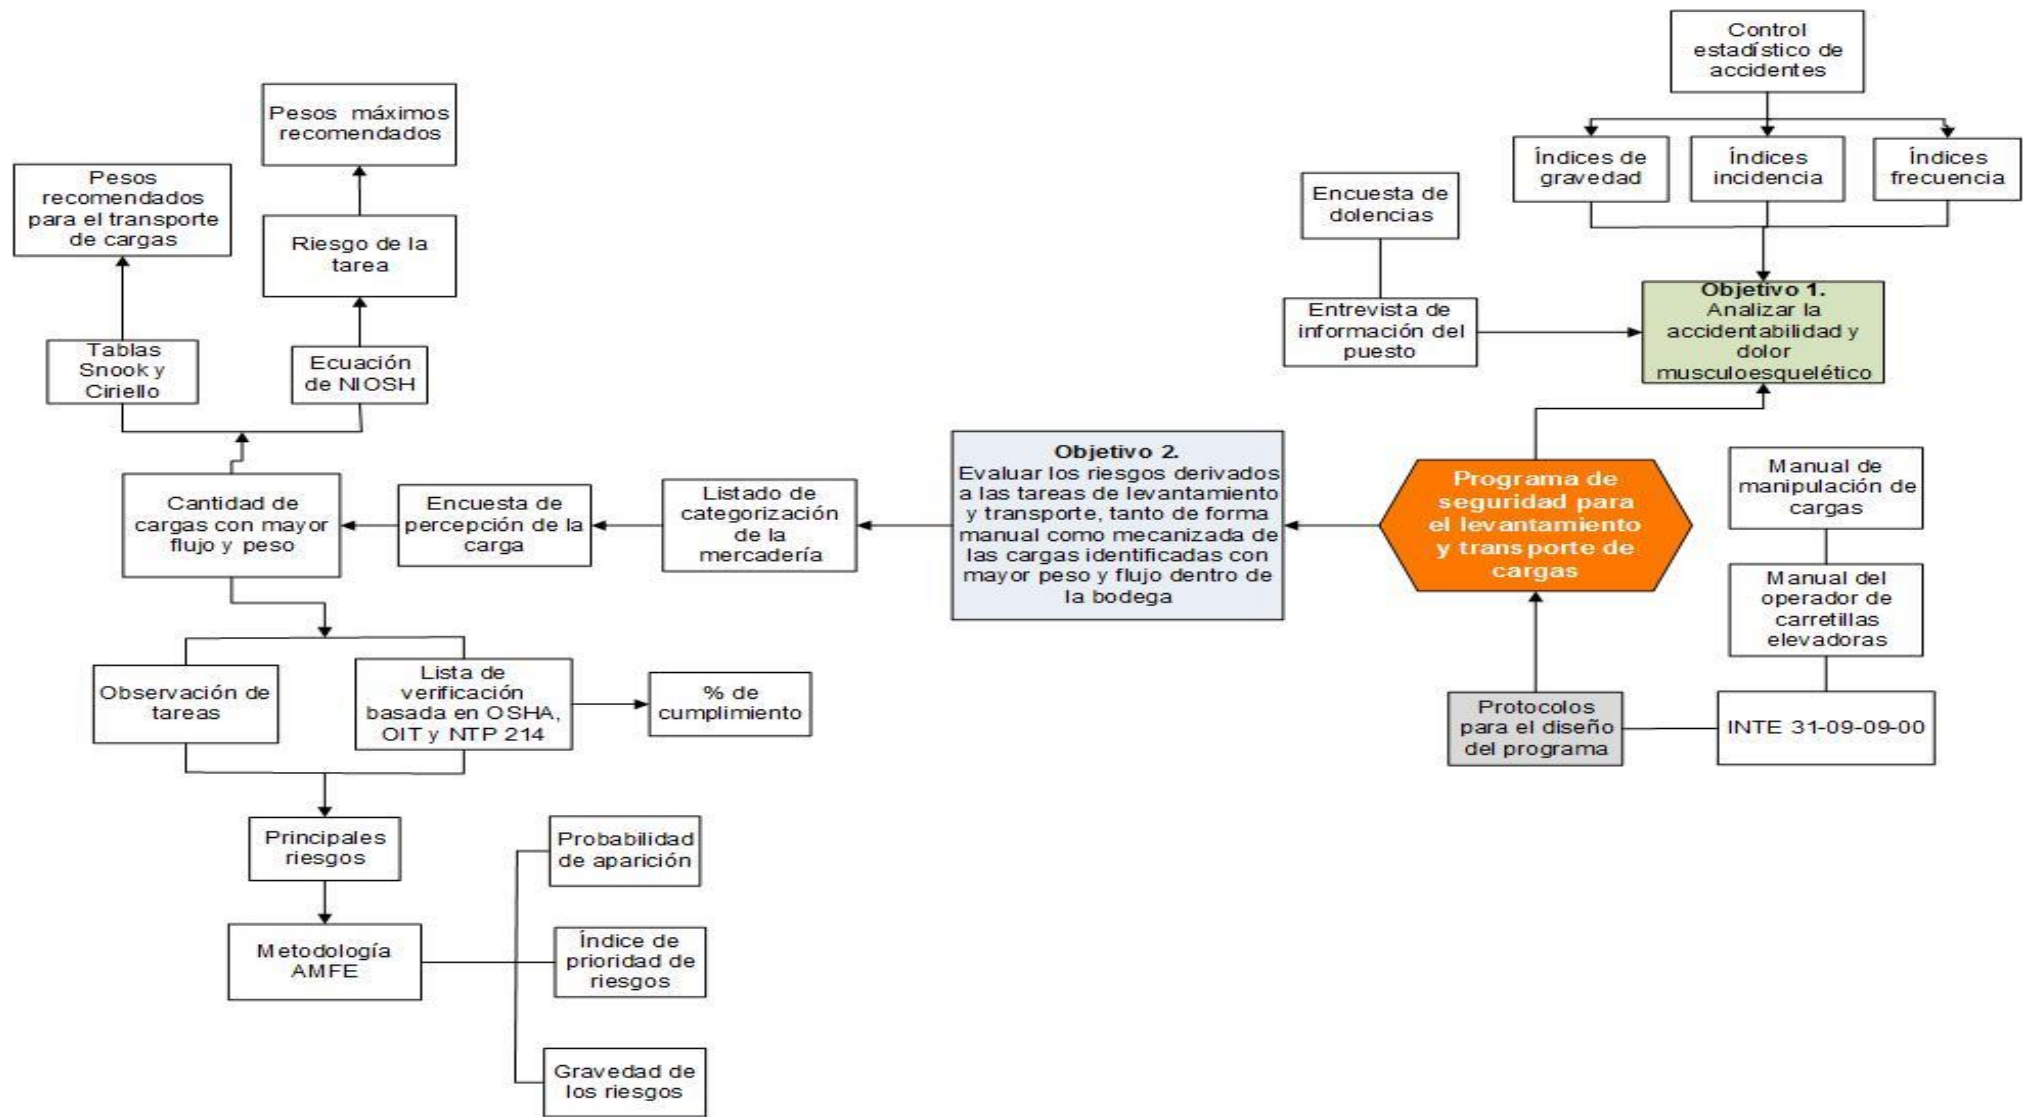 Control
estadístico de
accidentes
Índices de
gravedad
Índices
incidencia
Índices
frecuencia
Encuesta de
dolencias
Entrevista de
información del
puesto
Objetivo 1.
Analizar la
accidentabilidad y
dolor
musculoesquelético
Pesos máximos
recomendados
Pesos
recomendados
para el transporte
de cargas
Riesgo de la
tarea
Tablas
Snook y
Ciriello
Ecuación
de NIOSH
Cantidad de
cargas con mayor
flujo y peso
Encuesta de
percepción de la
carga
Listado de
categorización
de la
mercadería
Objetivo 2.
Evaluar los riesgos derivados
a las tareas de levantamiento
y transporte, tanto de forma
manual como mecanizada de
las cargas identificadas con
mayor peso y flujo dentro de
la bodega
Programa de
seguridad para
el levantamiento
y transporte de
cargas
Manual de
manipulación de
cargas
Manual del
operador de
carretillas
elevadoras
Protocolos
para el diseño
del programa
INTE 31-09-09-00
Observación de
tareas
Lista de
verificación
basada en OSHA,
OIT y NTP 214
% de
cumplimiento
Principales
riesgos
Metodología
AMFE
Probabilidad
de aparición
Índice de
prioridad de
riesgos
Gravedad de
los riesgos